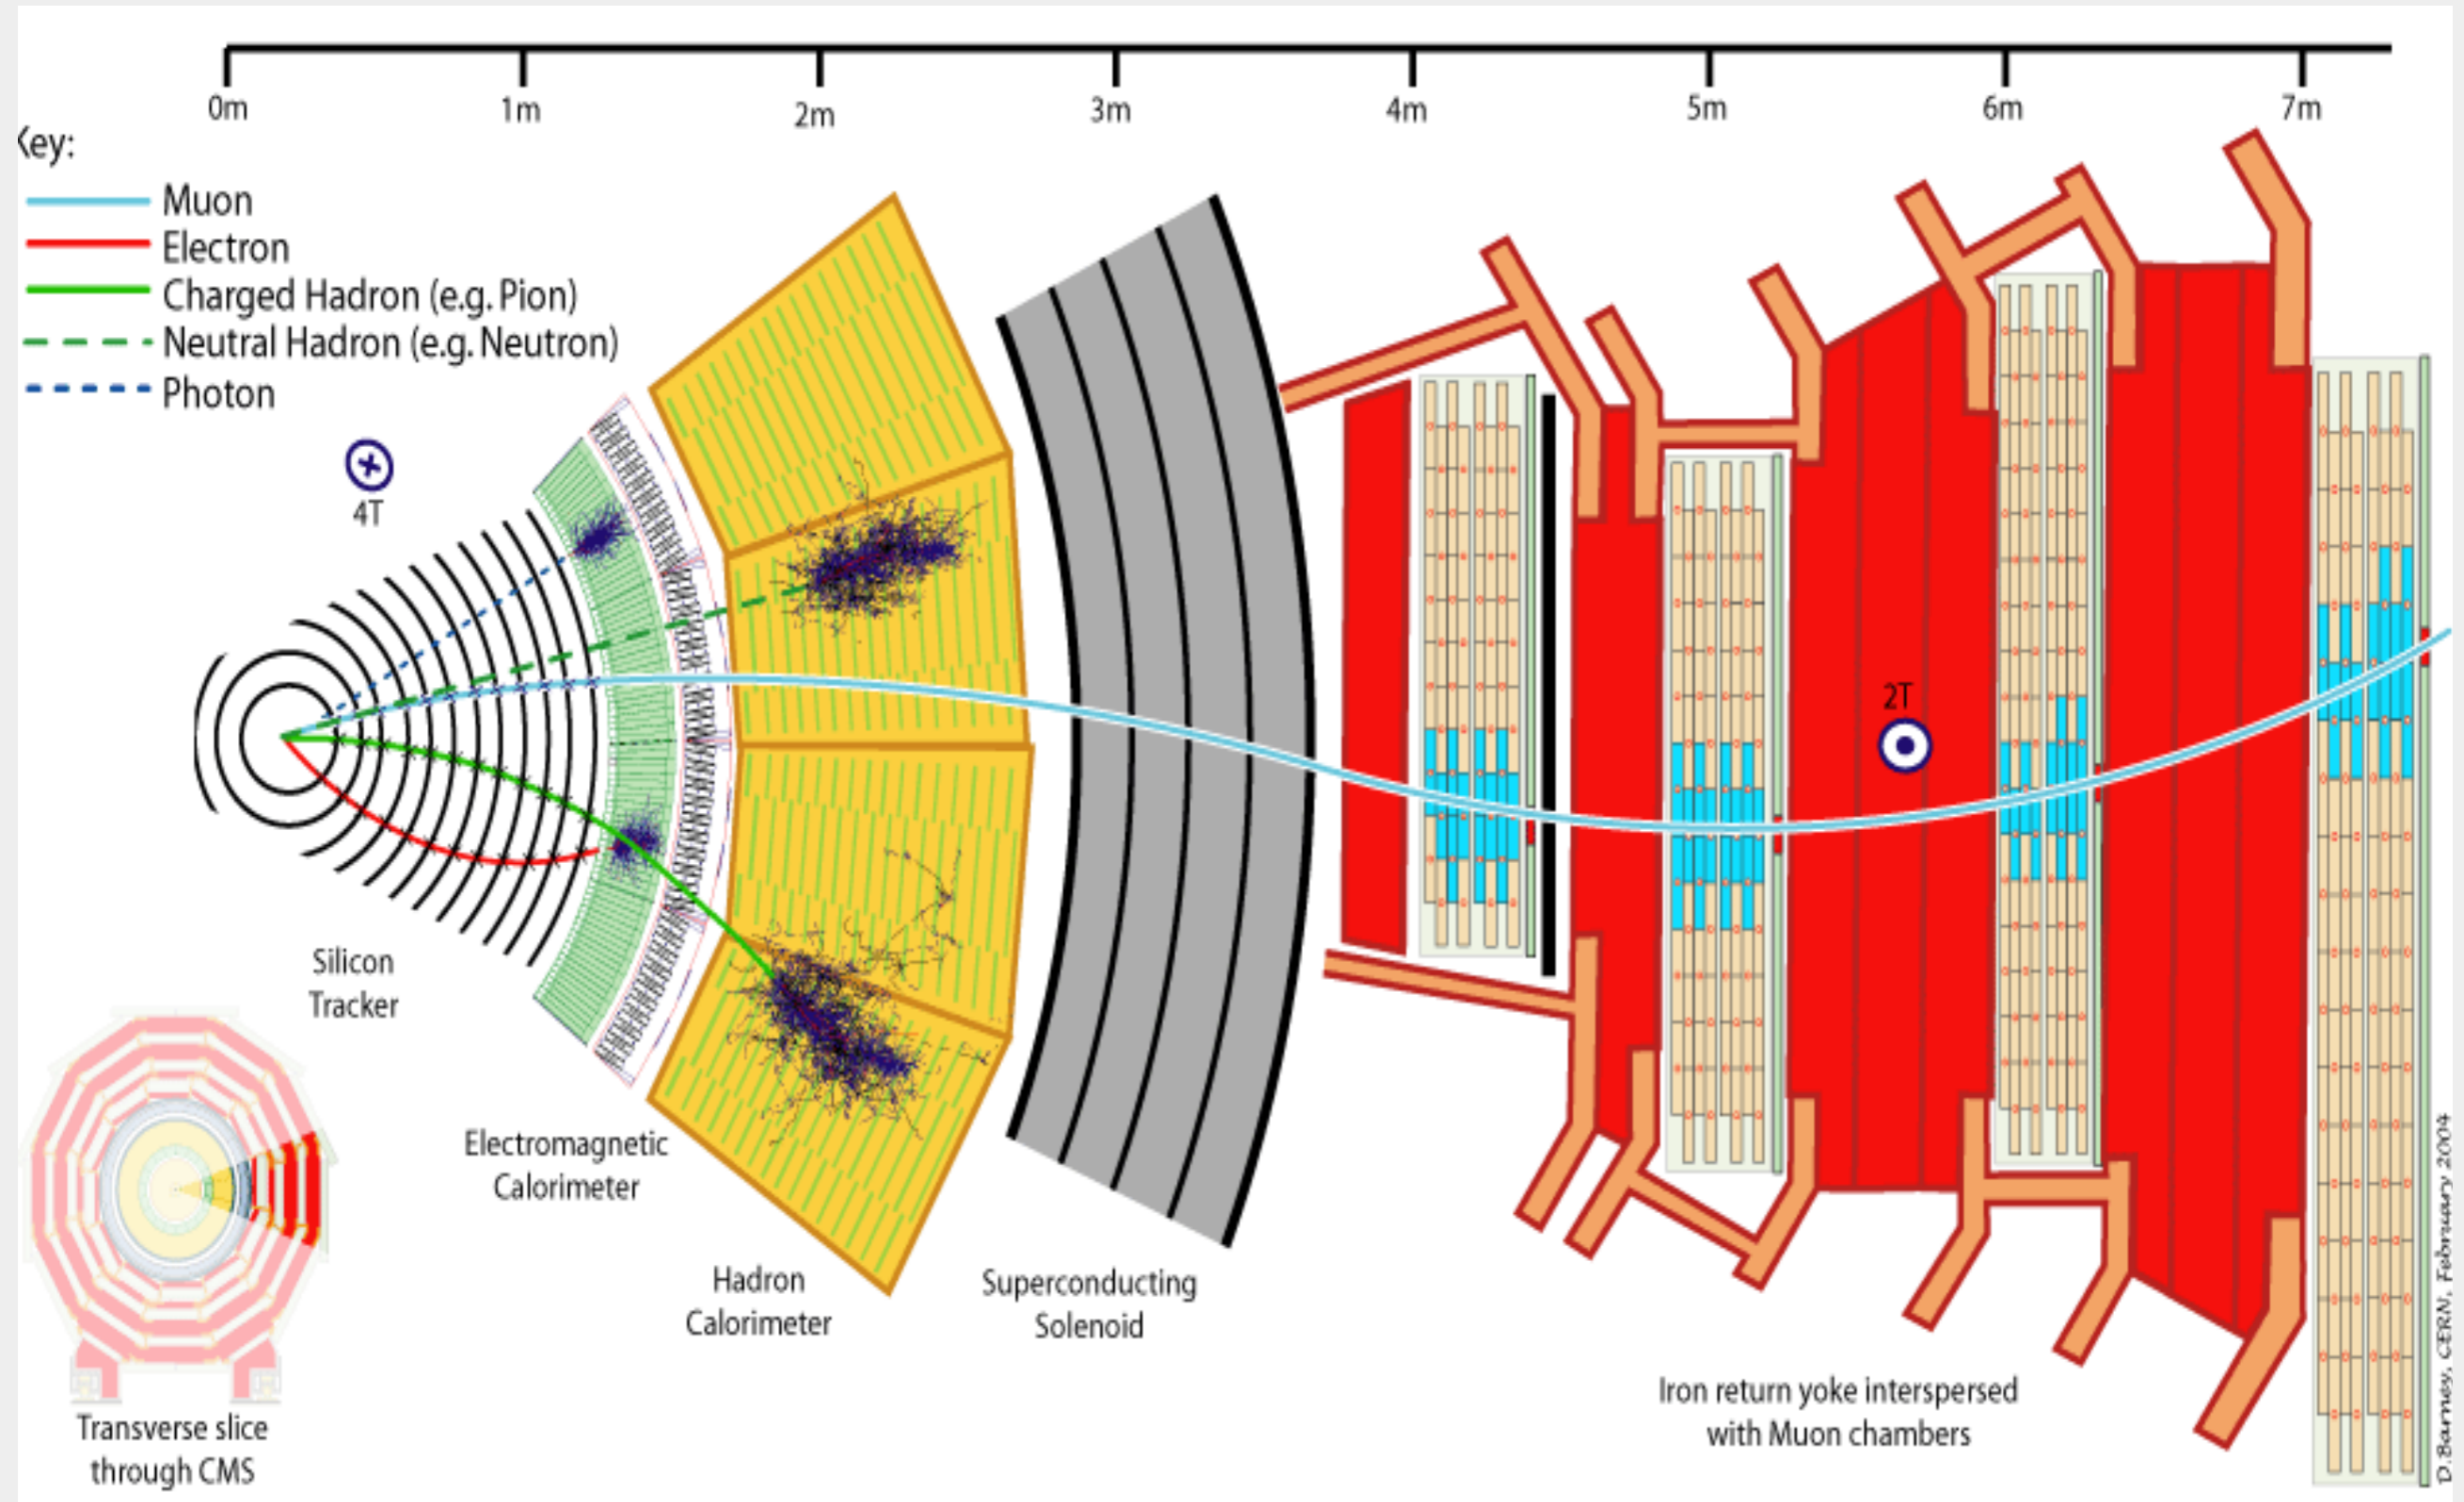 0m 1m 2m 3m 4m 5m 6m 7m
Key:
Muon
Electron
Charged Hadron (e.g. Pion)
Neutral Hadron (e.g. Neutron)
Photon
4T
2T
Silicon
Tracker
Electromagnetic
Calorimeter
Hadron
Calorimeter
Superconducting
Solenoid
Iron return yoke interspersed
with Muon chambers
Transverse slice
through CMS
D.Barney, CERN, February 2004